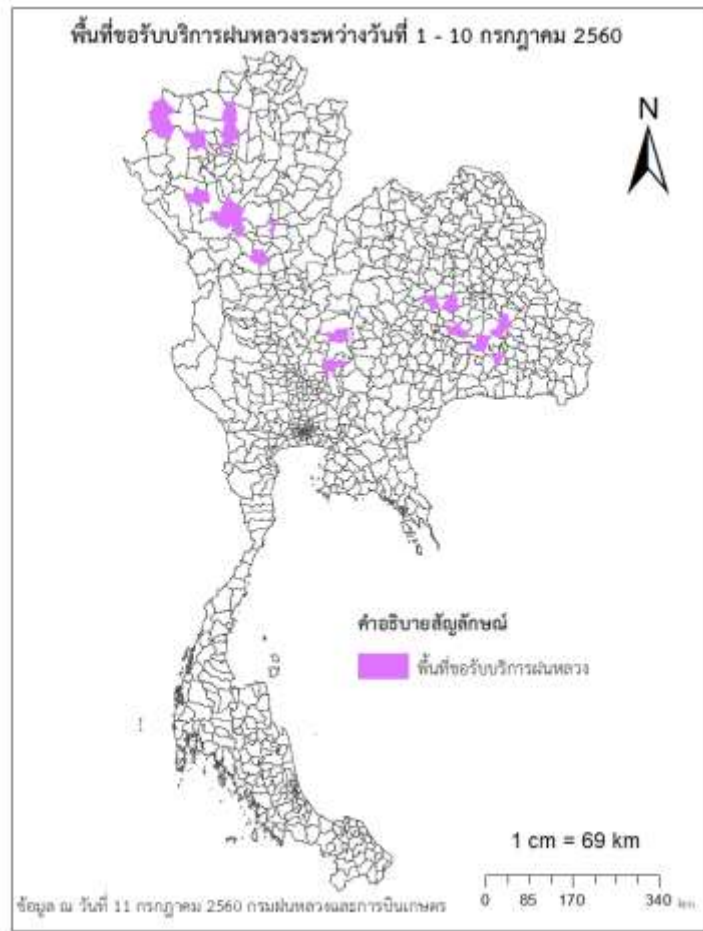 พื้นที่ขอรับบริการฝนหลวงระหว่างวันที่ 1 - 10 กรกฎาคม 2560
N
คำอธิบายสัญลักษณ์
พื้นที่ขอรับบริการฝนหลวง
1 cm = 69 km
0 85 170 340 km
ข้อมูล ณ วันที่ 11 กรกฎาคม 2560 กรมฝนหลวงและการบินเกษตร